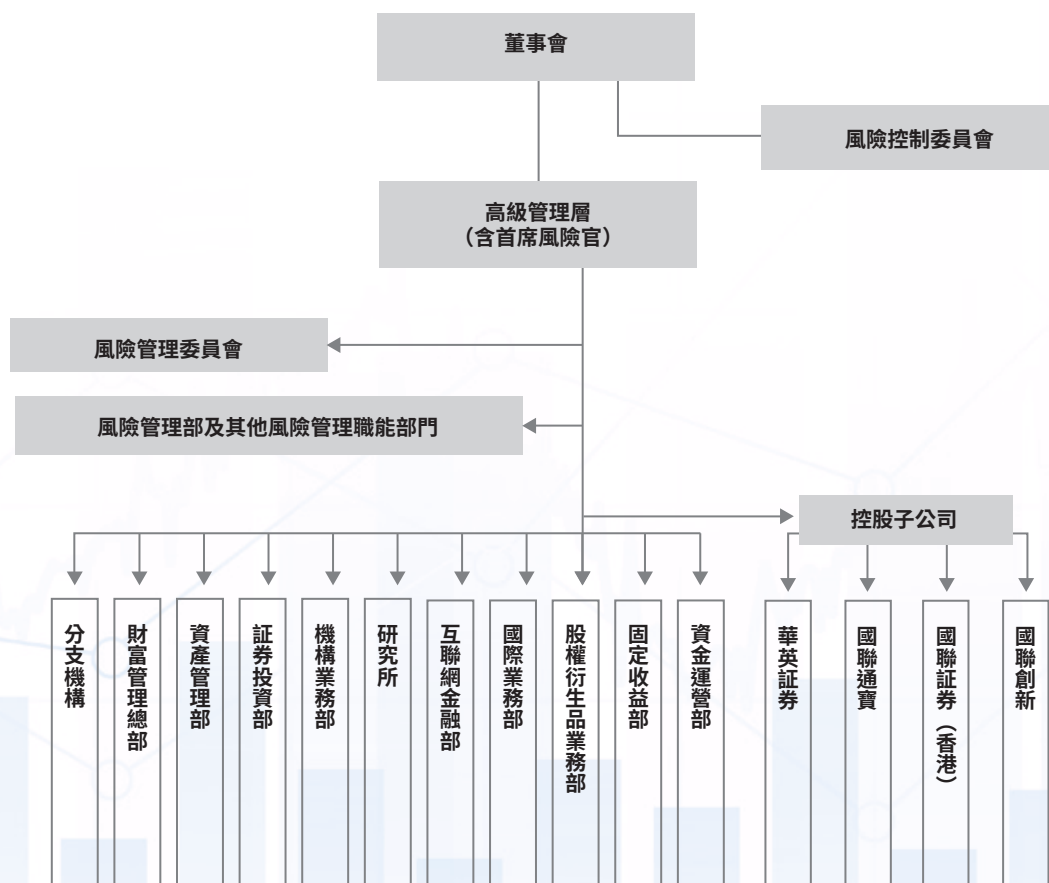 董事會
風險控制委員會
高級管理層
（含首席風險官）
風險管理委員會
風險管理部及其他風險管理職能部門
控股子公司
分支機構
財富管理總部
資產管理部
証券投資部
機構業務部
研究所
互聯網金融部
國際業務部
股權衍生品業務部
固定收益部
資金運營部
華英証券
國聯通寶
國聯証券（香港）
國聯創新